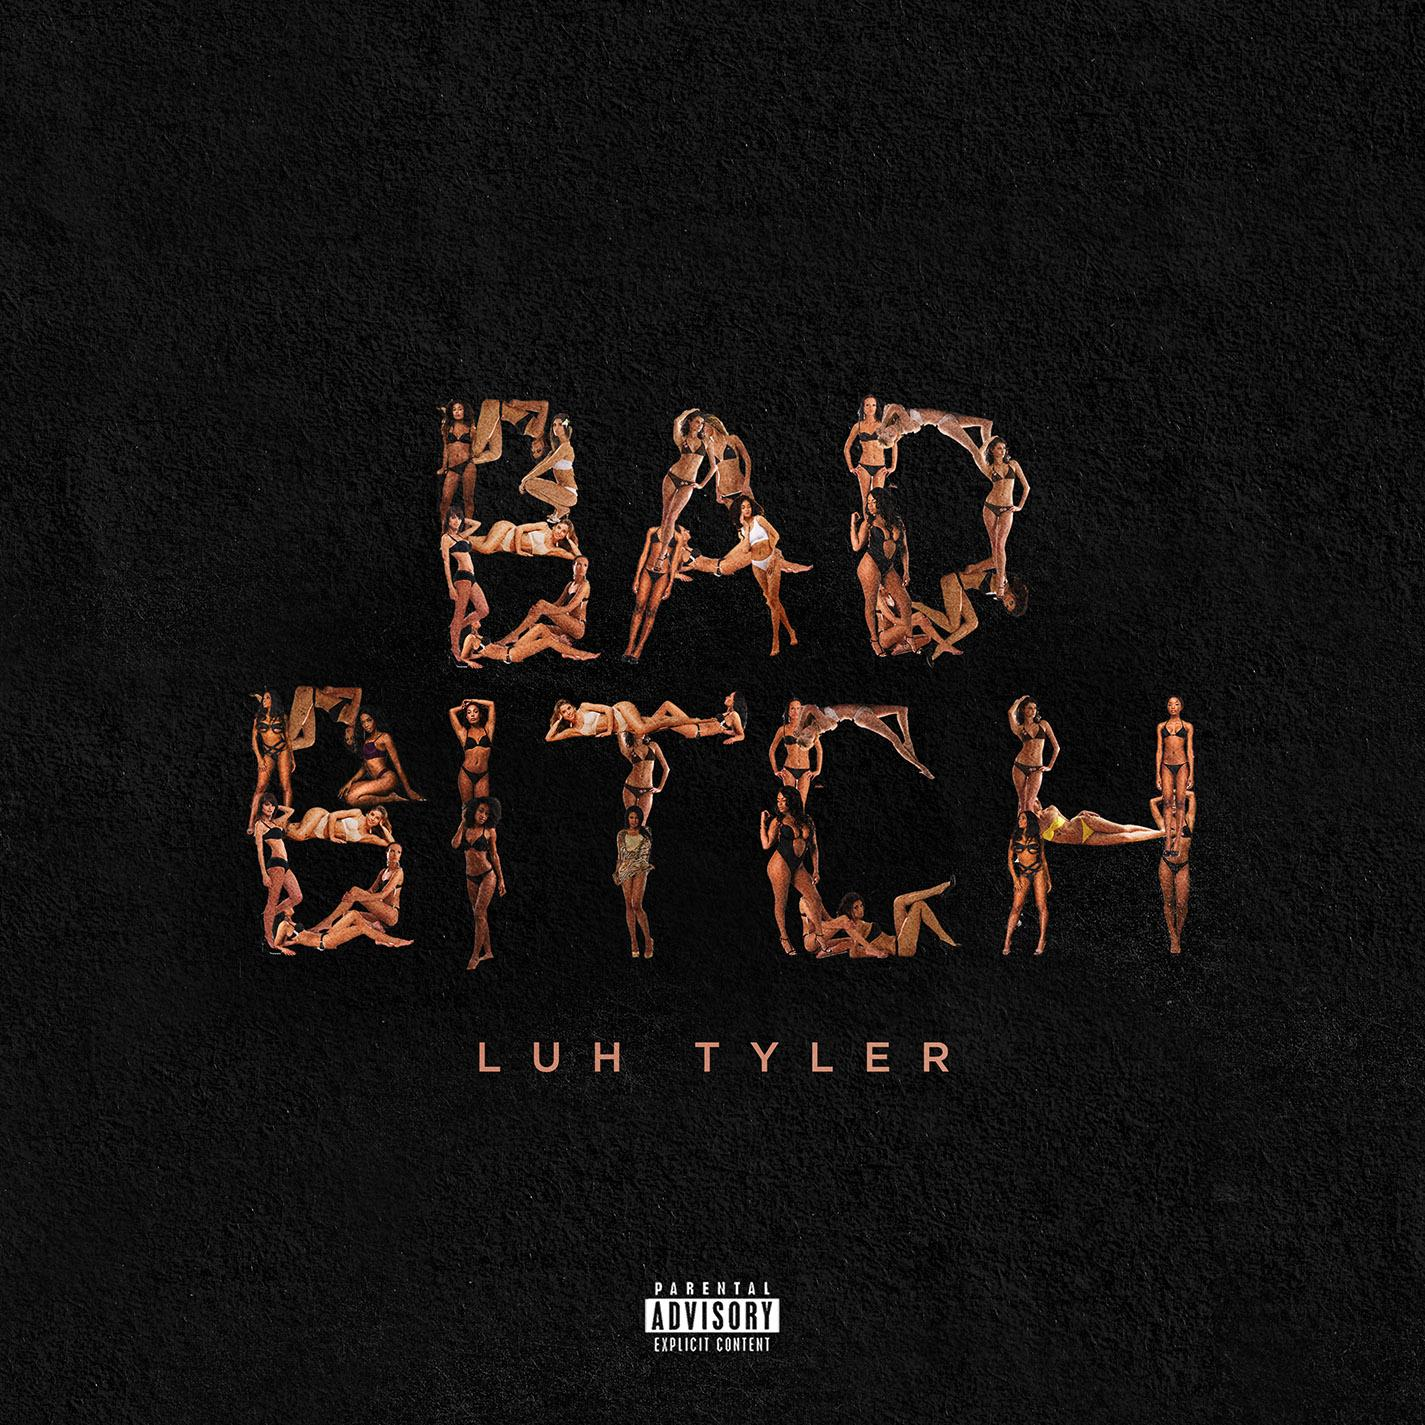 BAD
BITCH
LUH TYLER
PARENTAL
ADVISORY
EXPLICIT CONTENT